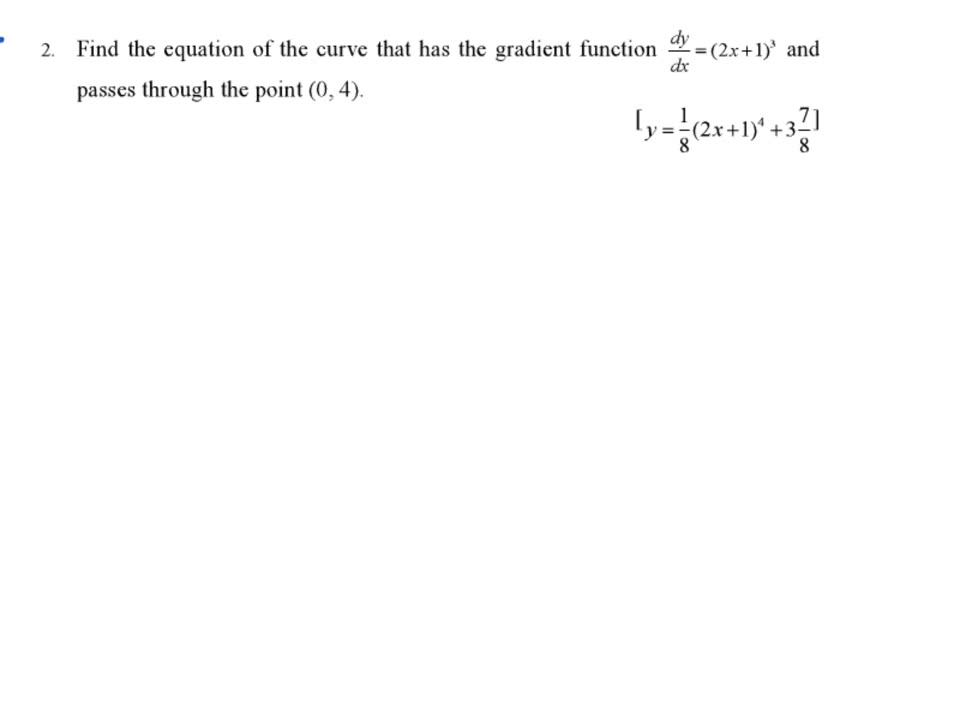 2. Find the equation of the curve that has the gradient function dy/dx = (2x+1)³ and
passes through the point (0, 4).
[y = 1/8 (2x+1)⁴ + 3 7/8]